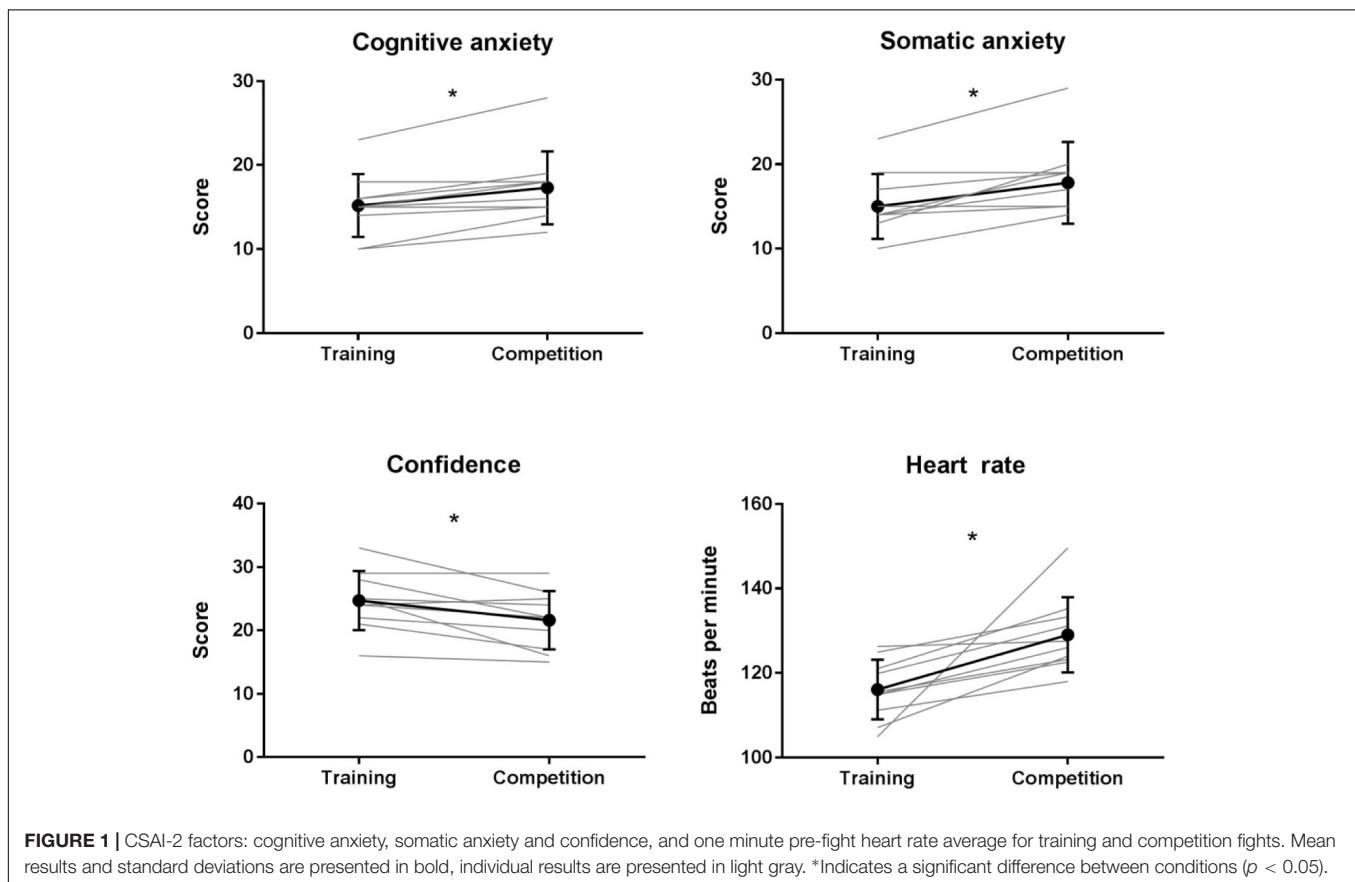 Cognitive anxiety
*
Score
30
20
10
0
Training
Competition
Somatic anxiety
*
Score
30
20
10
0
Training
Competition
Confidence
*
Score
40
30
20
10
0
Training
Competition
Heart rate
*
Beats per minute
160
140
120
100
Training
Competition
FIGURE 1 | CSAI-2 factors: cognitive anxiety, somatic anxiety and confidence, and one minute pre-fight heart rate average for training and competition fights. Mean
results and standard deviations are presented in bold, individual results are presented in light gray. *Indicates a significant difference between conditions (p < 0.05).